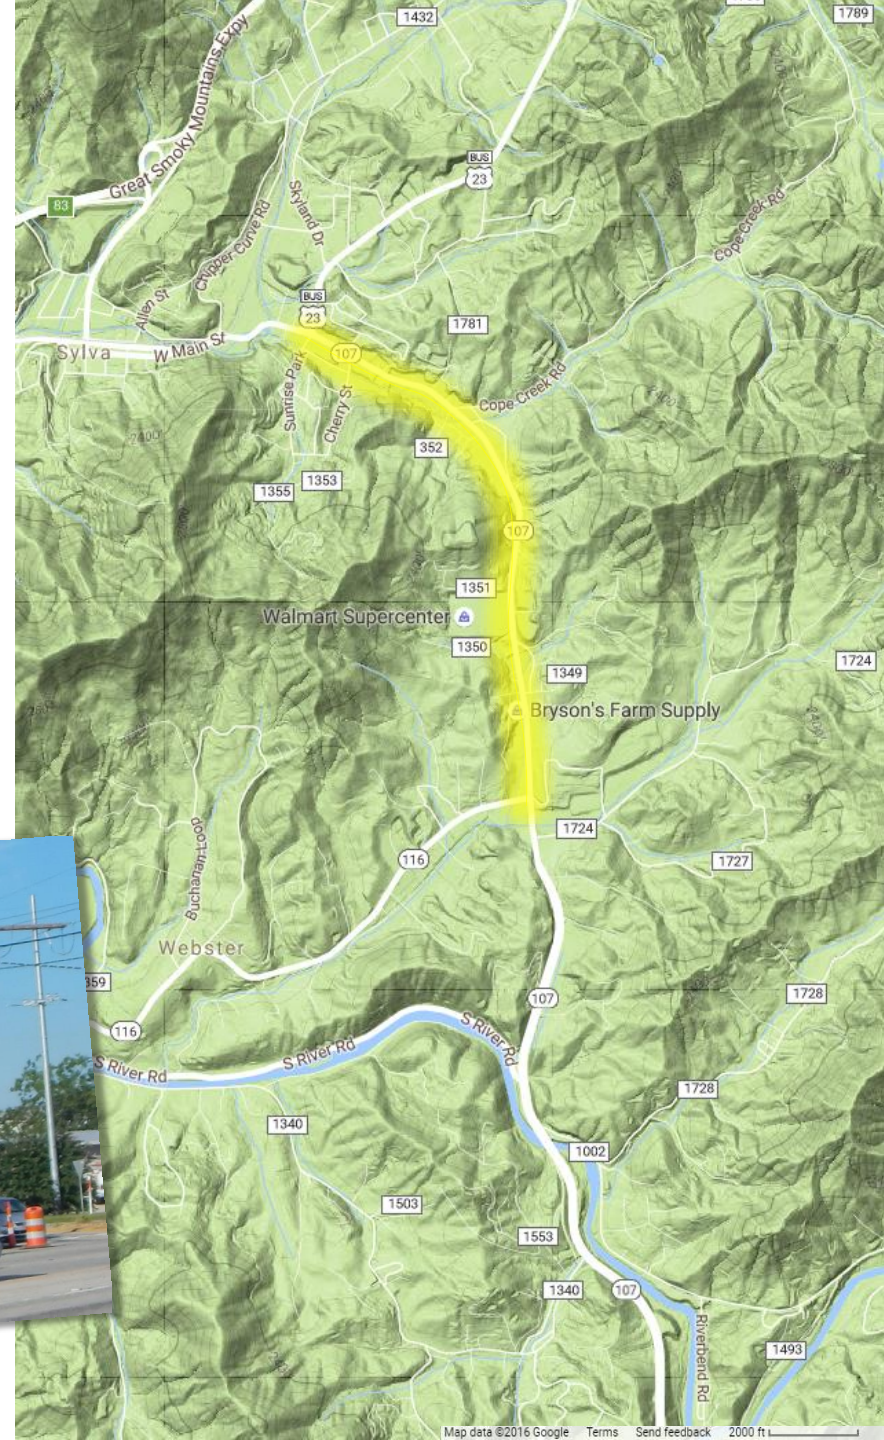 1432
1789
Great Smoky Mountains Expy
BUS
23
83
Skyland Dr
Chipper Curve Rd
Cope Creek Rd
Allen St
BUS
23
1781
W Main St
Sylva
107
Sunrise Park
Cherry St
Cope Creek Rd
2400
2400
352
1355
1353
107
1351
Walmart Supercenter
1350
1349
1724
Bryson's Farm Supply
1724
116
1727
Buchanan Loop
Webster
359
107
1728
116
S River Rd
S River Rd
S River Rd
1728
1340
1002
1503
1553
1340
107
Riverbend Rd
1493
Map data ©2016 Google Terms Send feedback 2000 ft